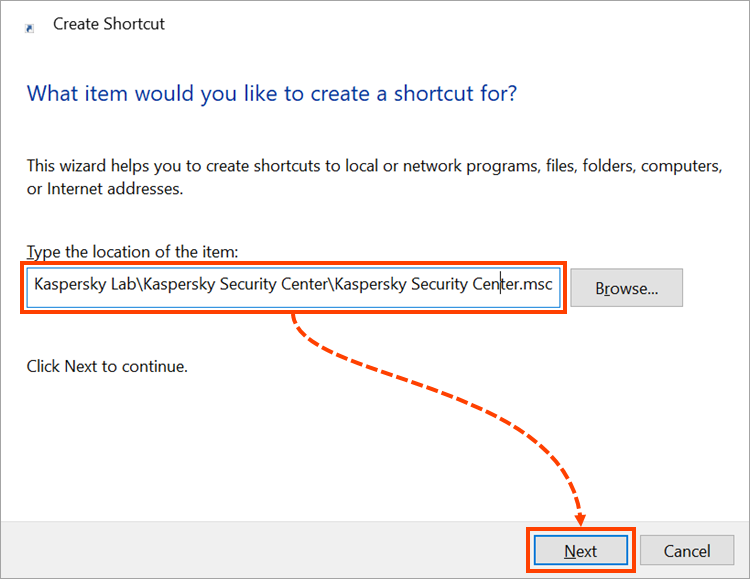 Create Shortcut
What item would you like to create a shortcut for?
This wizard helps you to create shortcuts to local or network programs, files, folders, computers,
or Internet addresses.
Type the location of the item:
Kaspersky Lab\Kaspersky Security Center\Kaspersky Security Center.msc
Browse...
Click Next to continue.
Next
Cancel